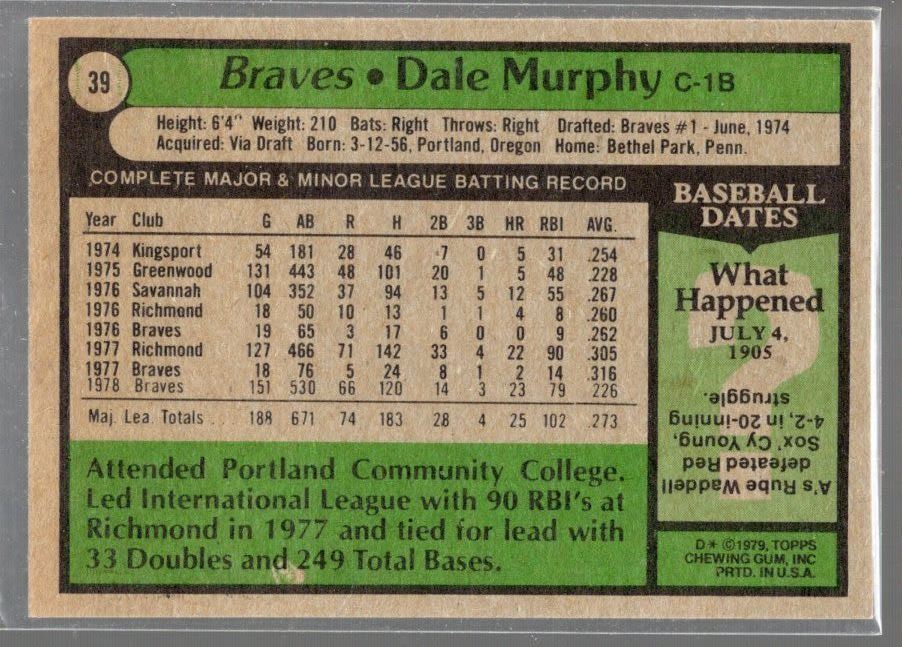 39
Braves • Dale Murphy C-1B
Height: 6'4" Weight: 210 Bats: Right Throws: Right Drafted: Braves #1 - June, 1974
Acquired: Via Draft Born: 3-12-56, Portland, Oregon Home: Bethel Park, Penn.
COMPLETE MAJOR & MINOR LEAGUE BATTING RECORD
Year Club G AB R H 2B 3B HR RBI AVG.
1974 Kingsport 54 181 28 46 7 0 5 31 .254
1975 Greenwood 131 443 48 101 20 1 5 48 .228
1976 Savannah 104 352 37 94 13 5 12 55 .267
1976 Richmond 18 50 10 13 1 1 4 8 .260
1976 Braves 19 65 3 17 6 0 0 9 .262
1977 Richmond 127 466 71 142 33 4 22 90 .305
1977 Braves 18 76 5 24 8 1 2 14 .316
1978 Braves 151 530 66 120 14 3 23 79 .226
Maj. Lea. Totals 188 671 74 183 28 4 25 102 .273
Attended Portland Community College.
Led International League with 90 RBI's at
Richmond in 1977 and tied for lead with
33 Doubles and 249 Total Bases.
BASEBALL
DATES
What
Happened
JULY 4,
1905
A's Rube Waddell
defeated Red
Sox' Cy Young,
4-2, in 20-inning
struggle.
D* ©1979, TOPPS
CHEWING GUM, INC
PRTD. IN U.S.A.